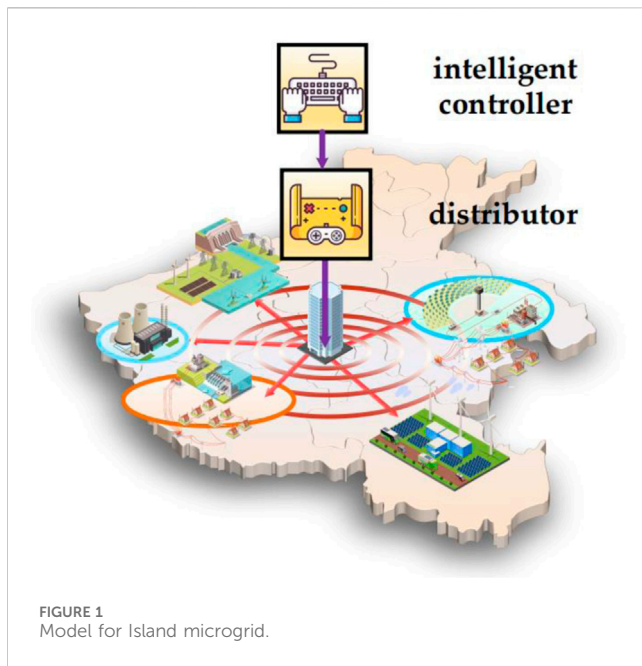 intelligent
controller
distributor
FIGURE 1
Model for Island microgrid.